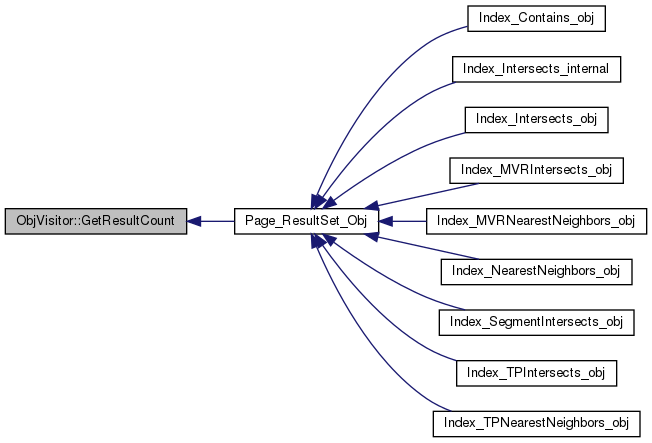 Index_Contains_obj
Index_Intersects_internal
Index_Intersects_obj
Index_MVRIntersects_obj
ObjVisitor::GetResultCount
Page_ResultSet_Obj
Index_MVRNearestNeighbors_obj
Index_NearestNeighbors_obj
Index_SegmentIntersects_obj
Index_TPIntersects_obj
Index_TPNearestNeighbors_obj